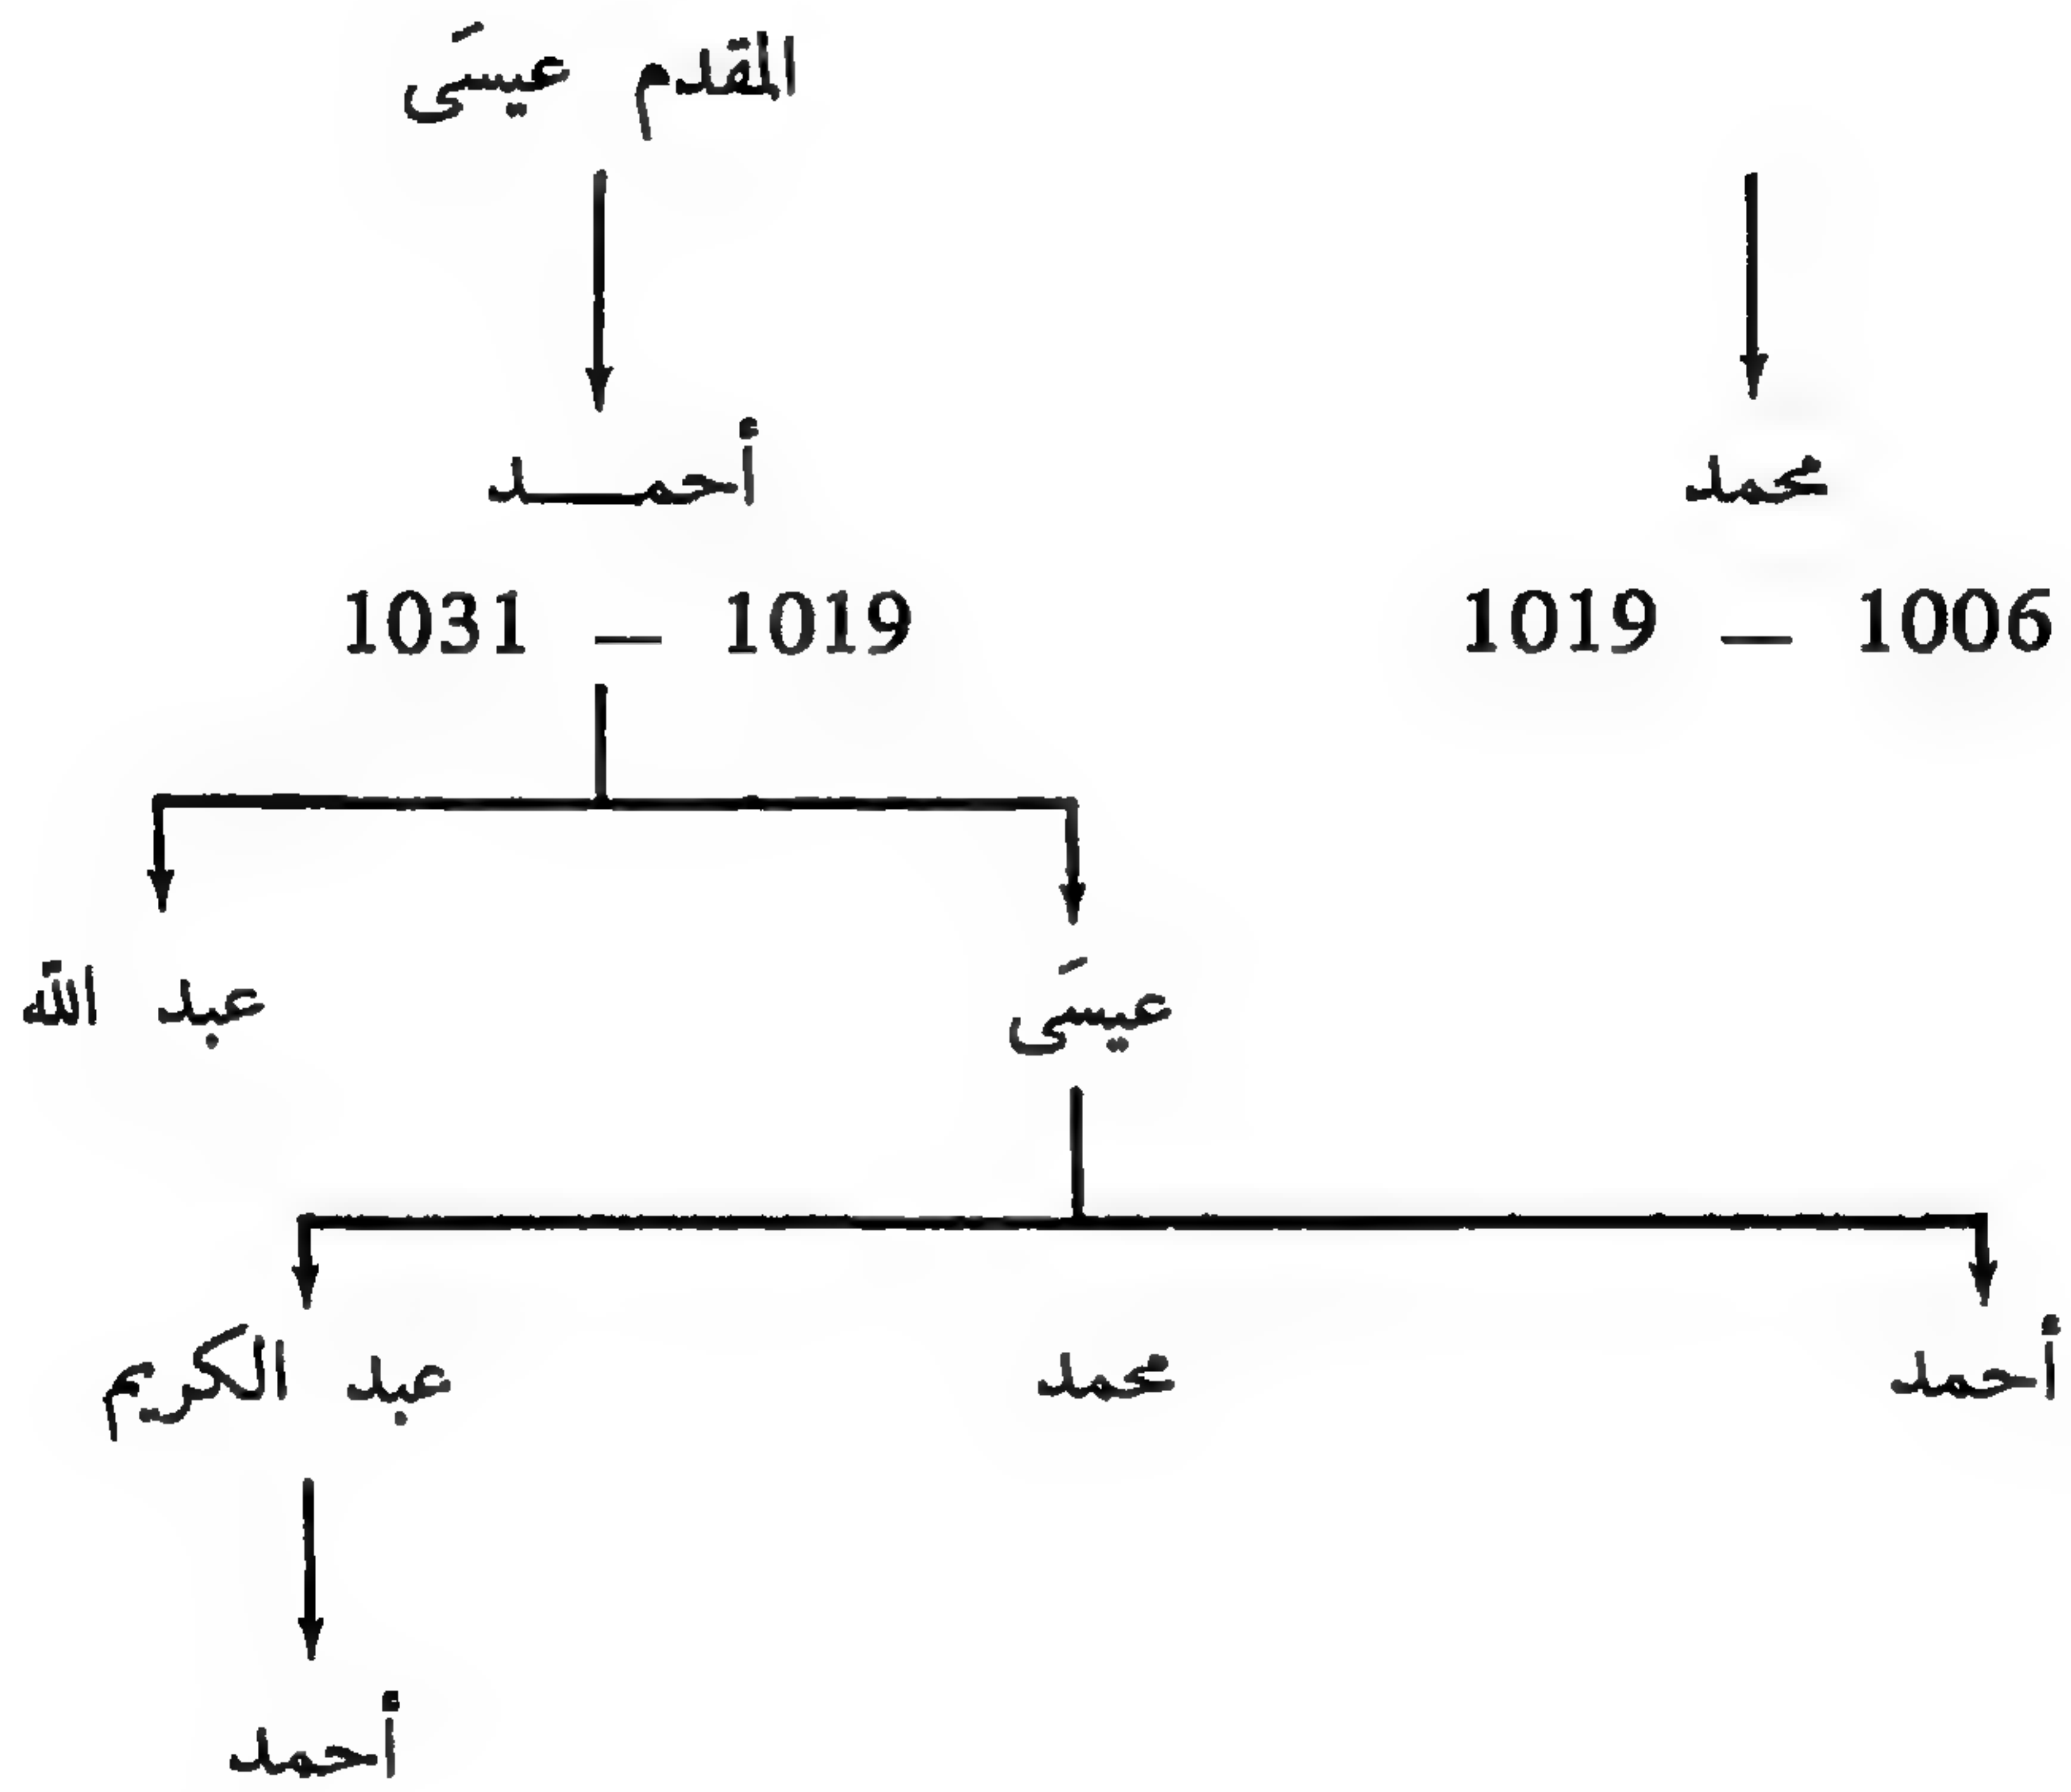 المقدم عيسَى
محمد أحمـــد
1006 — 1019 1019 — 1031
عيسَى عبد الله
أحمد محمد عبد الكريم
أحمد